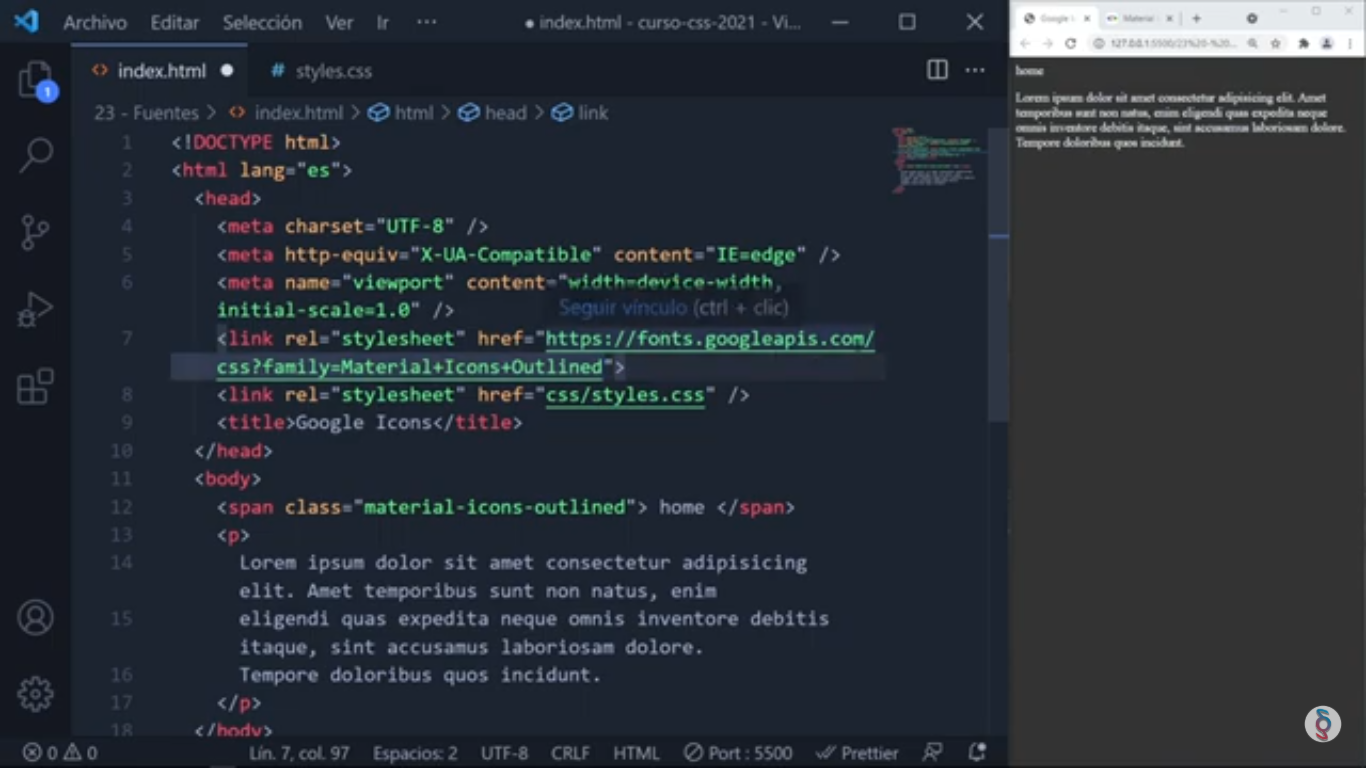 Archivo Editar Selección Ver Ir ··· ● index.html - curso-css-2021 - Vi...
index.html ● # styles.css ···
1
23 - Fuentes > index.html > html > head > link
1 <!DOCTYPE html>
2 <html lang="es">
3 <head>
4 <meta charset="UTF-8" />
5 <meta http-equiv="X-UA-Compatible" content="IE=edge" />
6 <meta name="viewport" content="width=device-width,
initial-scale=1.0" />
Seguir vínculo (ctrl + clic)
7 <link rel="stylesheet" href="https://fonts.googleapis.com/
css?family=Material+Icons+Outlined">
8 <link rel="stylesheet" href="css/styles.css" />
9 <title>Google Icons</title>
10 </head>
11 <body>
12 <span class="material-icons-outlined"> home </span>
13 <p>
14 Lorem ipsum dolor sit amet consectetur adipisicing
elit. Amet temporibus sunt non natus, enim
15 eligendi quas expedita neque omnis inventore debitis
itaque, sint accusamus laboriosam dolore.
16 Tempore doloribus quos incidunt.
17 </p>
18 </body>
0 0 Lín. 7, col. 97 Espacios: 2 UTF-8 CRLF HTML Port : 5500 Prettier
Google Material
127.0.0.1:5500/23%20-%20...
home
Lorem ipsum dolor sit amet consectetur adipisicing elit. Amet
temporibus sunt non natus, enim eligendi quas expedita neque
omnis inventore debitis itaque, sint accusamus laboriosam dolore.
Tempore doloribus quos incidunt.